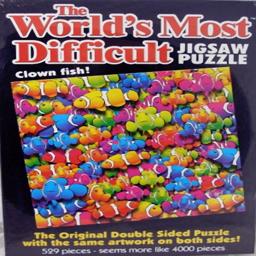 The
World's Most
Difficult JIGSAW
PUZZLE
Clown fish!
The Original Double Sided Puzzle
with the same artwork on both sides!
529 pieces - seems more like 4000 pieces